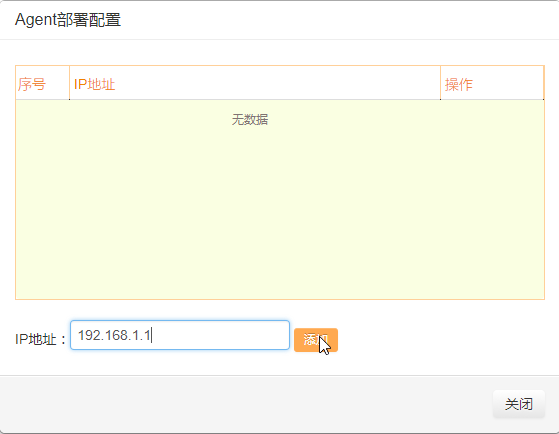 Agent部署配置
序号 IP地址 操作
无数据
IP地址： 192.168.1.1
关闭